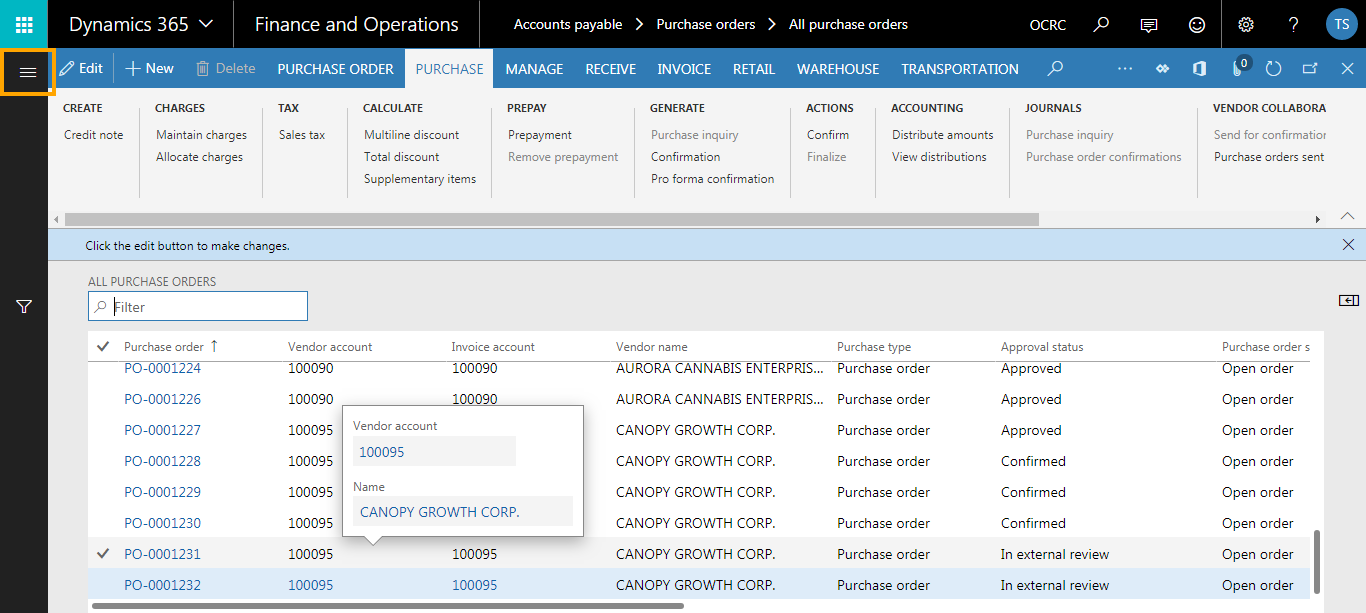 Dynamics 365 Finance and Operations Accounts payable Purchase orders All purchase orders OCRC ? TS
Edit New Delete PURCHASE ORDER PURCHASE MANAGE RECEIVE INVOICE RETAIL WAREHOUSE TRANSPORTATION ... 0
CREATE CHARGES TAX CALCULATE PREPAY GENERATE ACTIONS ACCOUNTING JOURNALS VENDOR COLLABORA
Credit note Maintain charges Sales tax Multiline discount Prepayment Purchase inquiry Confirm Distribute amounts Purchase inquiry Send for confirmation
Allocate charges Total discount Remove prepayment Confirmation Finalize View distributions Purchase order confirmations Purchase orders sent
Supplementary items Pro forma confirmation
Click the edit button to make changes.
ALL PURCHASE ORDERS
Filter
Purchase order Vendor account Invoice account Vendor name Purchase type Approval status Purchase order s
PO-0001224 100090 100090 AURORA CANNABIS ENTERPRIS... Purchase order Approved Open order
PO-0001226 100090 100090 AURORA CANNABIS ENTERPRIS... Purchase order Approved Open order
PO-0001227 100095 CANOPY GROWTH CORP. Purchase order Approved Open order
PO-0001228 100095 CANOPY GROWTH CORP. Purchase order Confirmed Open order
PO-0001229 100095 CANOPY GROWTH CORP. Purchase order Confirmed Open order
PO-0001230 100095 CANOPY GROWTH CORP. Purchase order Confirmed Open order
PO-0001231 100095 100095 CANOPY GROWTH CORP. Purchase order In external review Open order
PO-0001232 100095 100095 CANOPY GROWTH CORP. Purchase order In external review Open order
Vendor account
100095
Name
CANOPY GROWTH CORP.